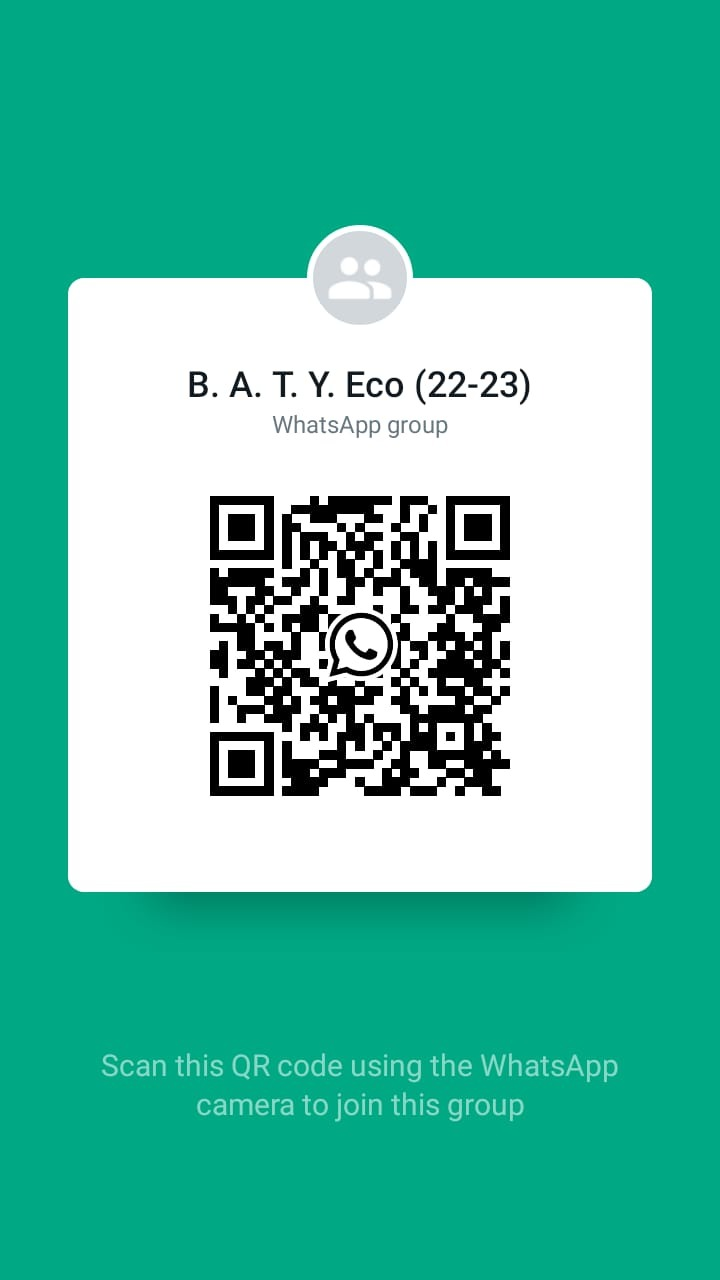 B. A. T. Y. Eco (22-23)
WhatsApp group
Scan this QR code using the WhatsApp
camera to join this group